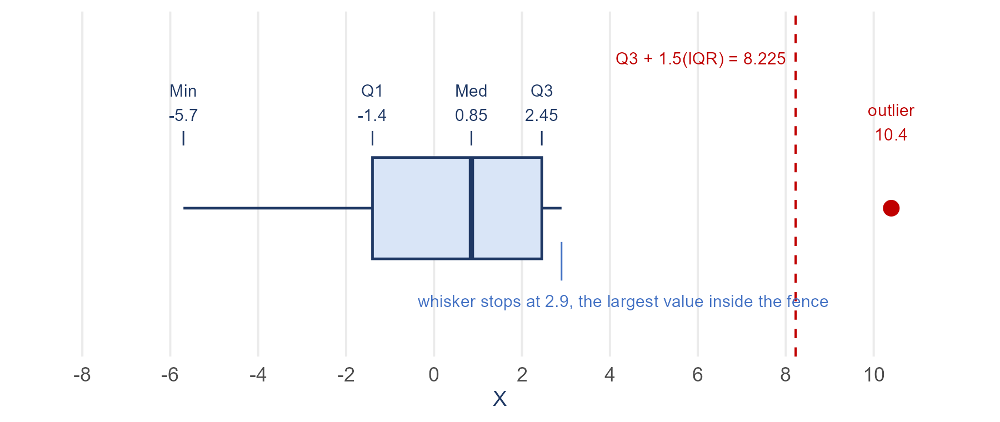 Q3 + 1.5(IQR) = 8.225
Min
-5.7
Q1
-1.4
Med
0.85
Q3
2.45
outlier
10.4
whisker stops at 2.9, the largest value inside the fence
-8 -6 -4 -2 0 2 4 6 8 10
X